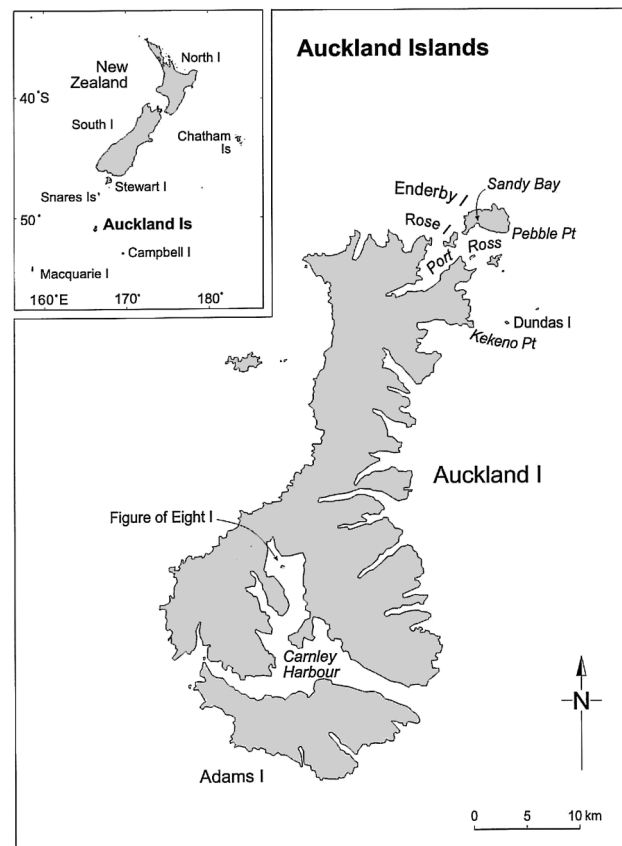 Auckland Islands
New
Zealand
North I
40°S
South I
Chatham
Is
Stewart I
Snares Is
50°
Auckland Is
Campbell I
Macquarie I
160°E
170°
180°
Enderby I
Sandy Bay
Rose I
Pebble Pt
Port Ross
Dundas I
Kekeno Pt
Auckland I
Figure of Eight I
Carnley
Harbour
N
Adams I
0 5 10 km